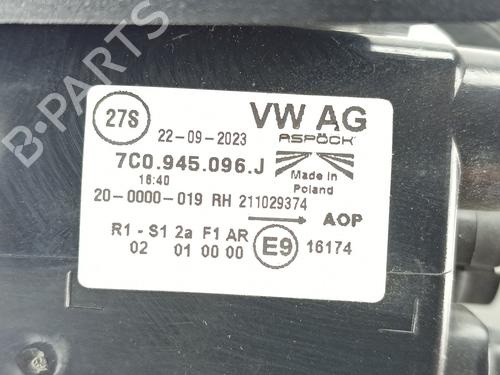 27S
22-09-2023
VW AG
ASPÖCK
7C0.945.096.J
16:40
Made in
Poland
20-0000-019 RH 211029374
AOP
R1 - S1 2a F1 AR
02 01 00 00
E9
16174
B-PARTS